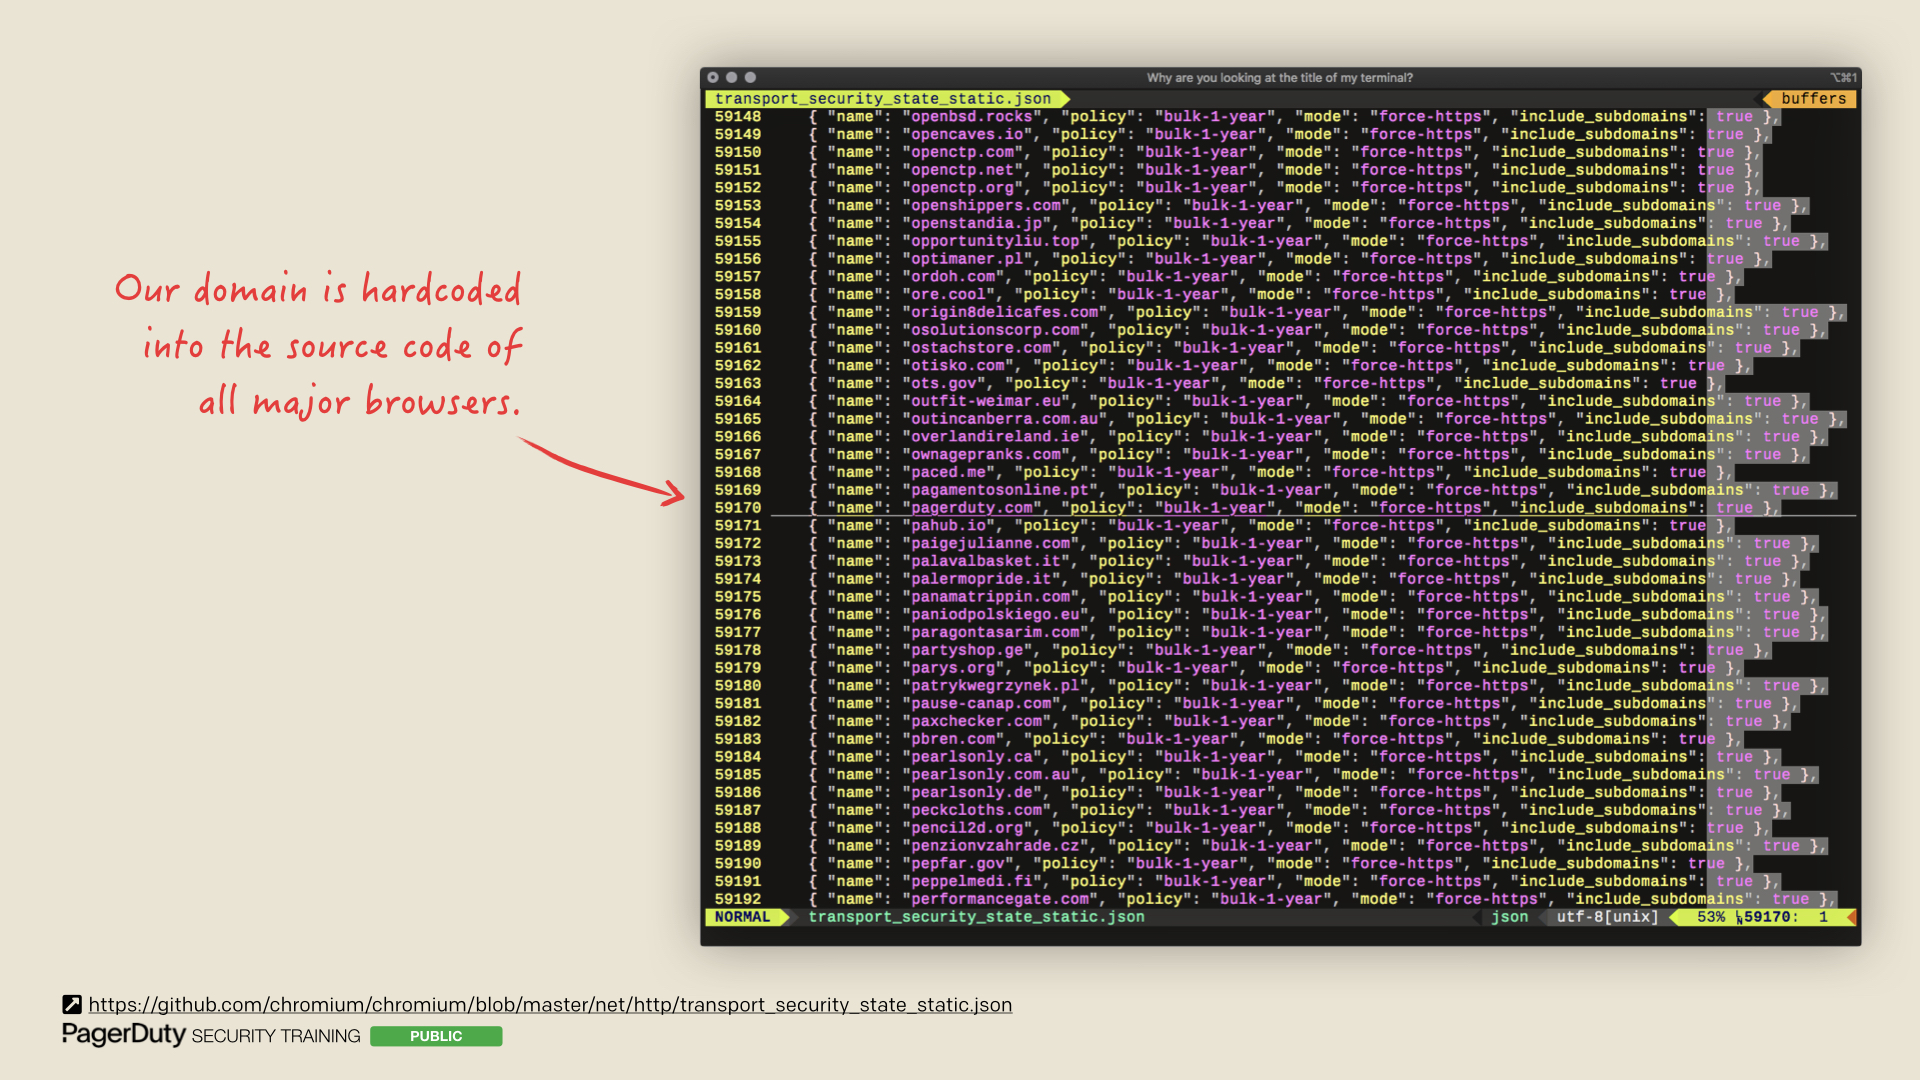 Our domain is hardcoded
into the source code of
all major browsers.
Why are you looking at the title of my terminal?
⌥⌘1
transport_security_state_static.json
buffers
59148 { "name": "openbsd.rocks", "policy": "bulk-1-year", "mode": "force-https", "include_subdomains": true },
59149 { "name": "opencaves.io", "policy": "bulk-1-year", "mode": "force-https", "include_subdomains": true },
59150 { "name": "openctp.com", "policy": "bulk-1-year", "mode": "force-https", "include_subdomains": true },
59151 { "name": "openctp.net", "policy": "bulk-1-year", "mode": "force-https", "include_subdomains": true },
59152 { "name": "openctp.org", "policy": "bulk-1-year", "mode": "force-https", "include_subdomains": true },
59153 { "name": "openshippers.com", "policy": "bulk-1-year", "mode": "force-https", "include_subdomains": true },
59154 { "name": "openstandia.jp", "policy": "bulk-1-year", "mode": "force-https", "include_subdomains": true },
59155 { "name": "opportunityliu.top", "policy": "bulk-1-year", "mode": "force-https", "include_subdomains": true },
59156 { "name": "optimaner.pl", "policy": "bulk-1-year", "mode": "force-https", "include_subdomains": true },
59157 { "name": "ordoh.com", "policy": "bulk-1-year", "mode": "force-https", "include_subdomains": true },
59158 { "name": "ore.cool", "policy": "bulk-1-year", "mode": "force-https", "include_subdomains": true },
59159 { "name": "origin8delicafes.com", "policy": "bulk-1-year", "mode": "force-https", "include_subdomains": true },
59160 { "name": "osolutionscorp.com", "policy": "bulk-1-year", "mode": "force-https", "include_subdomains": true },
59161 { "name": "ostachstore.com", "policy": "bulk-1-year", "mode": "force-https", "include_subdomains": true },
59162 { "name": "otisko.com", "policy": "bulk-1-year", "mode": "force-https", "include_subdomains": true },
59163 { "name": "ots.gov", "policy": "bulk-1-year", "mode": "force-https", "include_subdomains": true },
59164 { "name": "outfit-weimar.eu", "policy": "bulk-1-year", "mode": "force-https", "include_subdomains": true },
59165 { "name": "outincanberra.com.au", "policy": "bulk-1-year", "mode": "force-https", "include_subdomains": true },
59166 { "name": "overlandireland.ie", "policy": "bulk-1-year", "mode": "force-https", "include_subdomains": true },
59167 { "name": "ownagepranks.com", "policy": "bulk-1-year", "mode": "force-https", "include_subdomains": true },
59168 { "name": "paced.me", "policy": "bulk-1-year", "mode": "force-https", "include_subdomains": true },
59169 { "name": "pagamentosonline.pt", "policy": "bulk-1-year", "mode": "force-https", "include_subdomains": true },
59170 { "name": "pagerduty.com", "policy": "bulk-1-year", "mode": "force-https", "include_subdomains": true },
59171 { "name": "pahub.io", "policy": "bulk-1-year", "mode": "force-https", "include_subdomains": true },
59172 { "name": "paigejulianne.com", "policy": "bulk-1-year", "mode": "force-https", "include_subdomains": true },
59173 { "name": "palavalbasket.it", "policy": "bulk-1-year", "mode": "force-https", "include_subdomains": true },
59174 { "name": "palermopride.it", "policy": "bulk-1-year", "mode": "force-https", "include_subdomains": true },
59175 { "name": "panamatrippin.com", "policy": "bulk-1-year", "mode": "force-https", "include_subdomains": true },
59176 { "name": "paniodpolskiego.eu", "policy": "bulk-1-year", "mode": "force-https", "include_subdomains": true },
59177 { "name": "paragontasarim.com", "policy": "bulk-1-year", "mode": "force-https", "include_subdomains": true },
59178 { "name": "partyshop.ge", "policy": "bulk-1-year", "mode": "force-https", "include_subdomains": true },
59179 { "name": "parys.org", "policy": "bulk-1-year", "mode": "force-https", "include_subdomains": true },
59180 { "name": "patrykwegrzynek.pl", "policy": "bulk-1-year", "mode": "force-https", "include_subdomains": true },
59181 { "name": "pause-canap.com", "policy": "bulk-1-year", "mode": "force-https", "include_subdomains": true },
59182 { "name": "paxchecker.com", "policy": "bulk-1-year", "mode": "force-https", "include_subdomains": true },
59183 { "name": "pbren.com", "policy": "bulk-1-year", "mode": "force-https", "include_subdomains": true },
59184 { "name": "pearlsonly.ca", "policy": "bulk-1-year", "mode": "force-https", "include_subdomains": true },
59185 { "name": "pearlsonly.com.au", "policy": "bulk-1-year", "mode": "force-https", "include_subdomains": true },
59186 { "name": "pearlsonly.de", "policy": "bulk-1-year", "mode": "force-https", "include_subdomains": true },
59187 { "name": "peckcloths.com", "policy": "bulk-1-year", "mode": "force-https", "include_subdomains": true },
59188 { "name": "pencil2d.org", "policy": "bulk-1-year", "mode": "force-https", "include_subdomains": true },
59189 { "name": "penzionvzahrade.cz", "policy": "bulk-1-year", "mode": "force-https", "include_subdomains": true },
59190 { "name": "pepfar.gov", "policy": "bulk-1-year", "mode": "force-https", "include_subdomains": true },
59191 { "name": "peppelmedi.fi", "policy": "bulk-1-year", "mode": "force-https", "include_subdomains": true },
59192 { "name": "performancegate.com", "policy": "bulk-1-year", "mode": "force-https", "include_subdomains": true },
NORMAL transport_security_state_static.json json utf-8[unix] 53% 59170: 1
https://github.com/chromium/chromium/blob/master/net/http/transport_security_state_static.json
PagerDuty SECURITY TRAINING PUBLIC